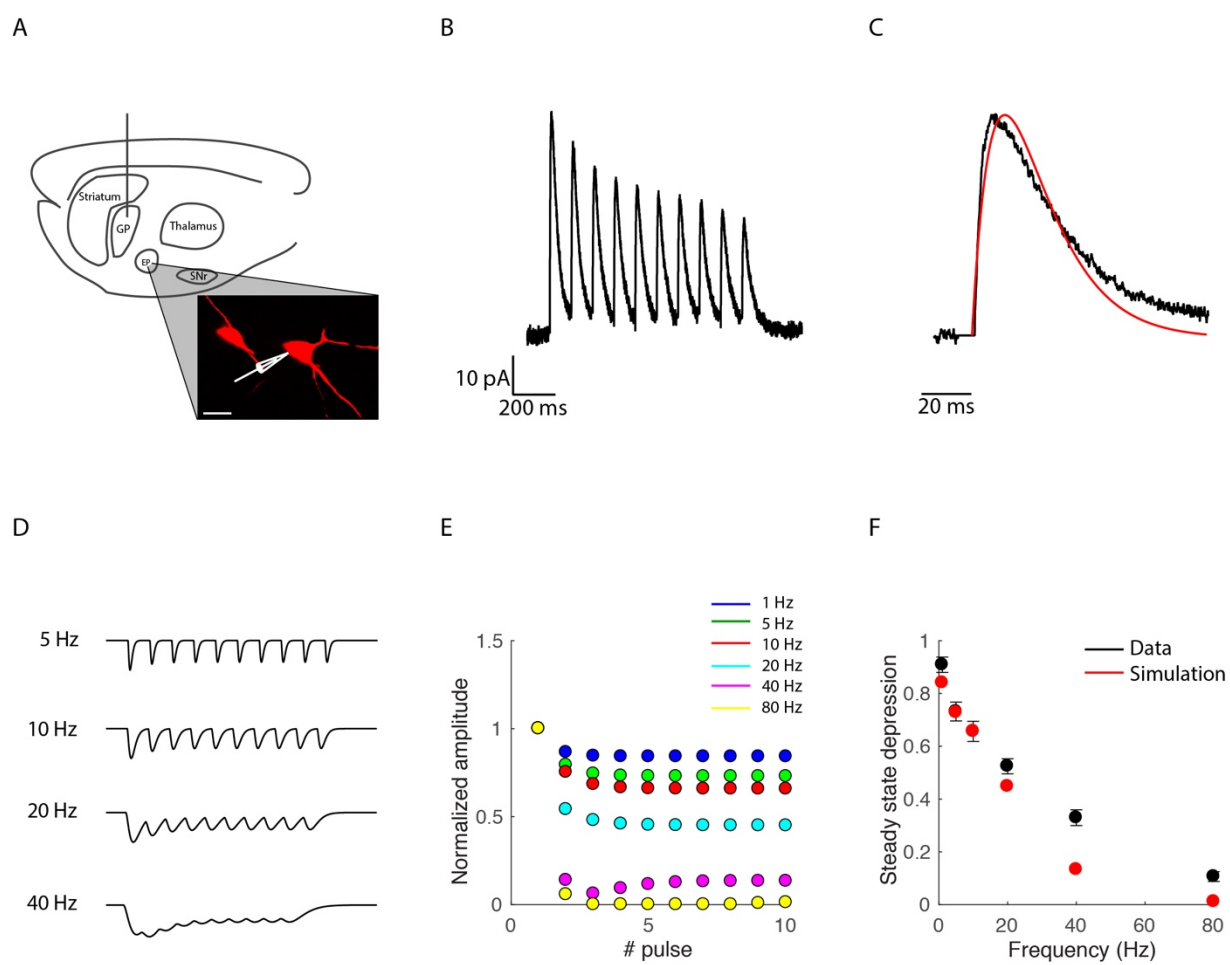 A
B
C
Striatum
GP
Thalamus
EP
SNr
10 pA
200 ms
20 ms
D
E
F
5 Hz
10 Hz
20 Hz
40 Hz
1 Hz
5 Hz
10 Hz
20 Hz
40 Hz
80 Hz
Normalized amplitude
1.5
1
0.5
0
0
5
10
# pulse
Data
Simulation
Steady state depression
1
0.8
0.6
0.4
0.2
0
0
20
40
60
80
Frequency (Hz)